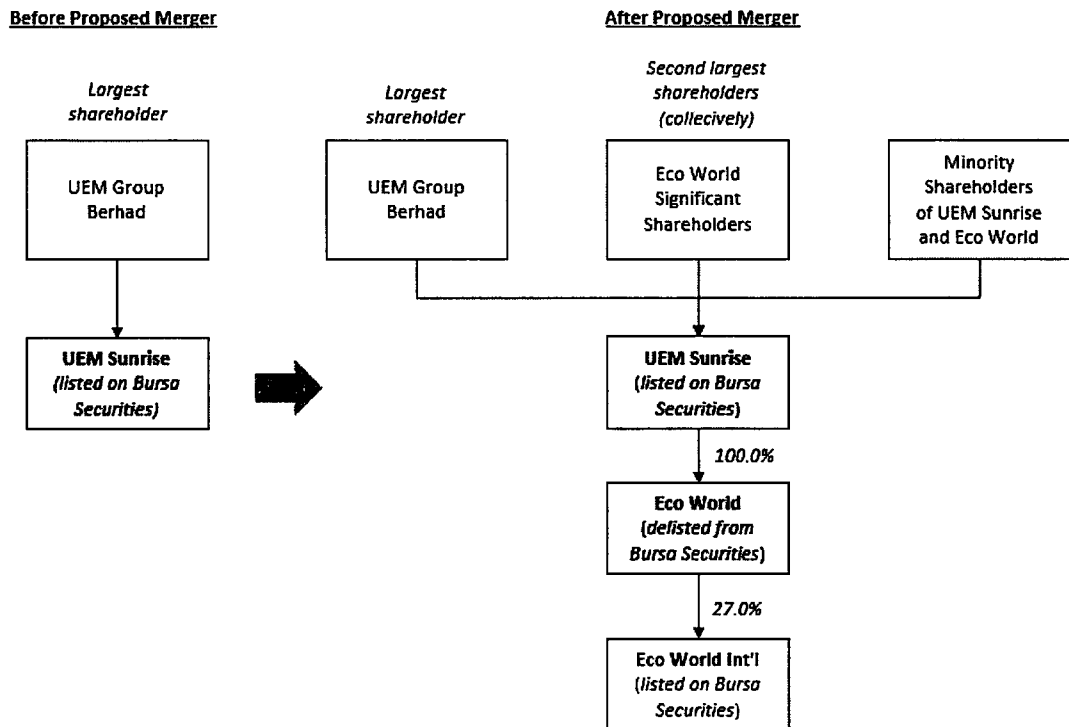 Before Proposed Merger
After Proposed Merger
Largest
shareholder
Largest
shareholder
Second largest
shareholders
(collecively)
UEM Group
Berhad
UEM Group
Berhad
Eco World
Significant
Shareholders
Minority
Shareholders
of UEM Sunrise
and Eco World
UEM Sunrise
(listed on Bursa
Securities)
UEM Sunrise
(listed on Bursa
Securities)
100.0%
Eco World
(delisted from
Bursa Securities)
27.0%
Eco World Int'l
(listed on Bursa
Securities)